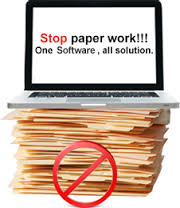 Stop paper work!!!
One Software , all solution.